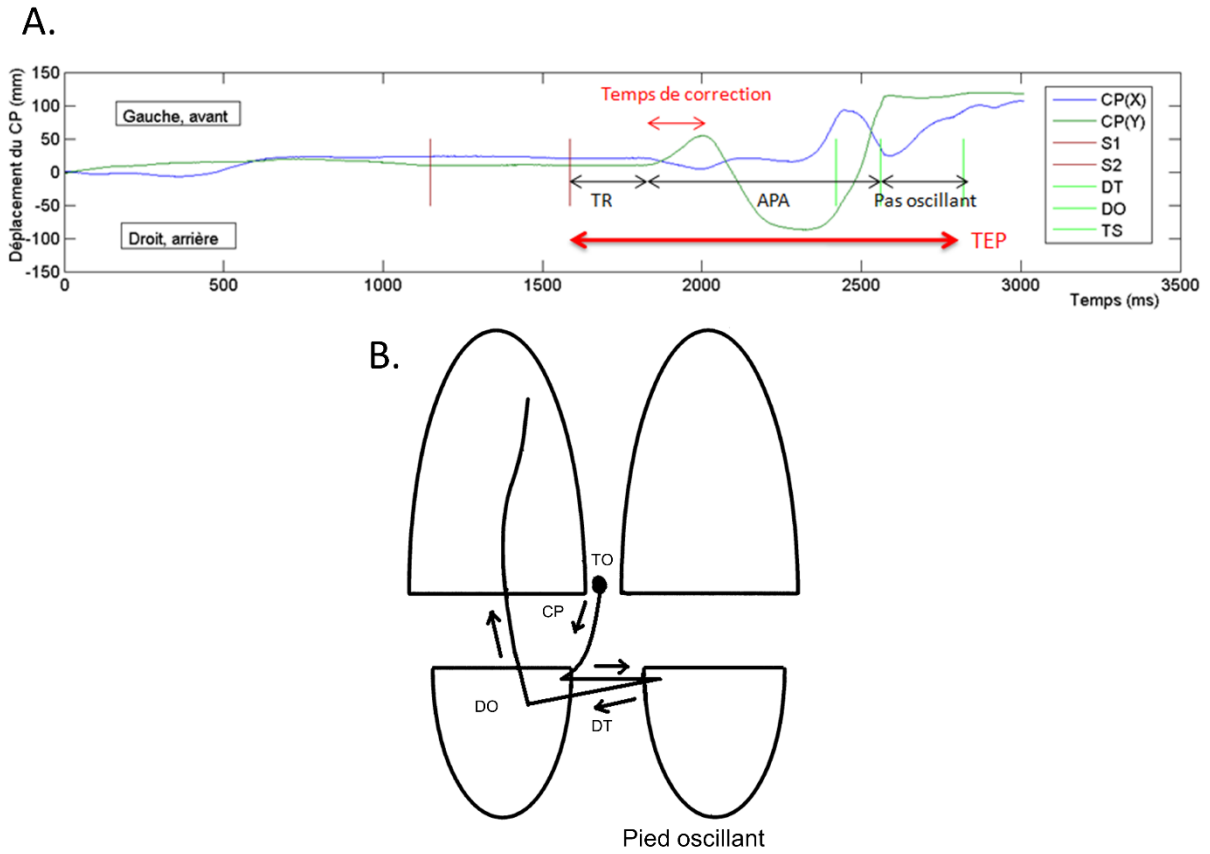 A.
Déplacement du CP (mm)
150
100
50
0
-50
-100
-150
Gauche, avant
Droit, arrière
Temps de correction
TR
APA
Pas oscillant
TEP
CP(X)
CP(Y)
S1
S2
DT
DO
TS
0
500
1000
1500
2000
2500
3000
3500
Temps (ms)
B.
TO
CP
DO
DT
Pied oscillant